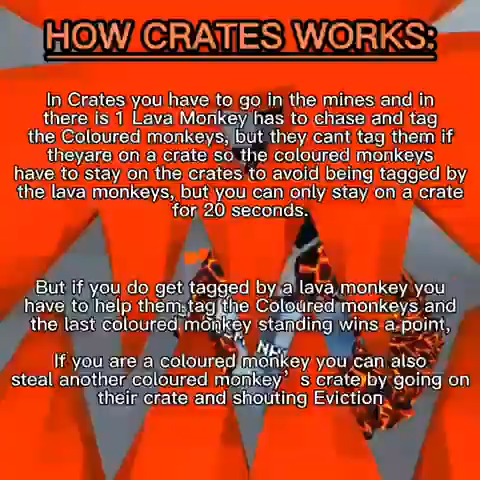 HOW CRATES WORKS:
In Crates you have to go in the mines and in
there is 1 Lava Monkey has to chase and tag
the Coloured monkeys, but they cant tag them if
theyare on a crate so the coloured monkeys
have to stay on the crates to avoid being tagged by
the lava monkeys, but you can only stay on a crate
for 20 seconds.
But if you do get tagged by a lava monkey you
have to help them tag the Coloured monkeys and
the last coloured monkey standing wins a point,
If you are a coloured monkey you can also
steal another coloured monkey’s crate by going on
their crate and shouting Eviction